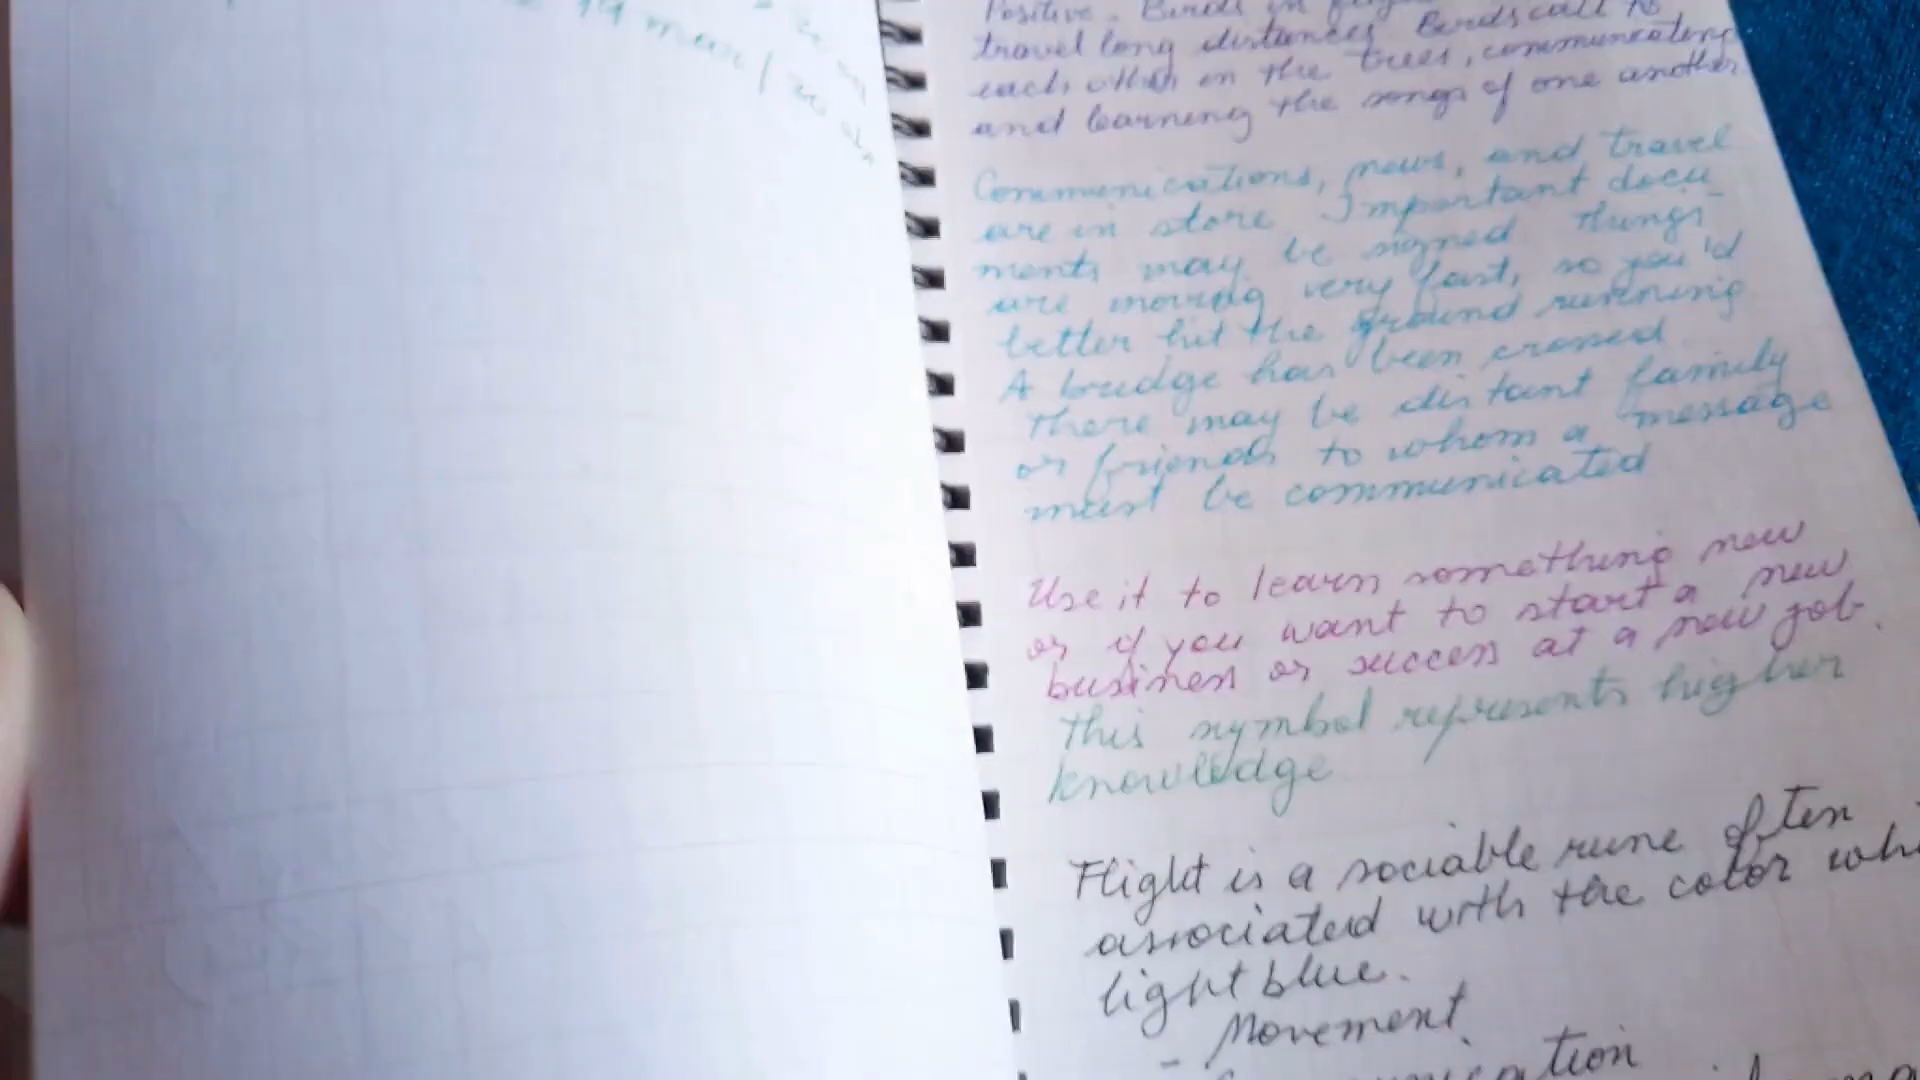 Positive. Birds in
travel long distances Birds call to
each other in the trees, communicating
and learning the songs of one another
Communications, news, and travel
are in store Important docu
ments may be signed things
are moving very fast, so you'd
better hit the ground running
A bridge has been crossed
There may be distant family
or friends to whom a message
must be communicated
Use it to learn something new
or if you want to start a new
business or success at a new job.
This symbol represents higher
knowledge
Flight is a sociable rune often
associated with the color
light blue.
- Movement